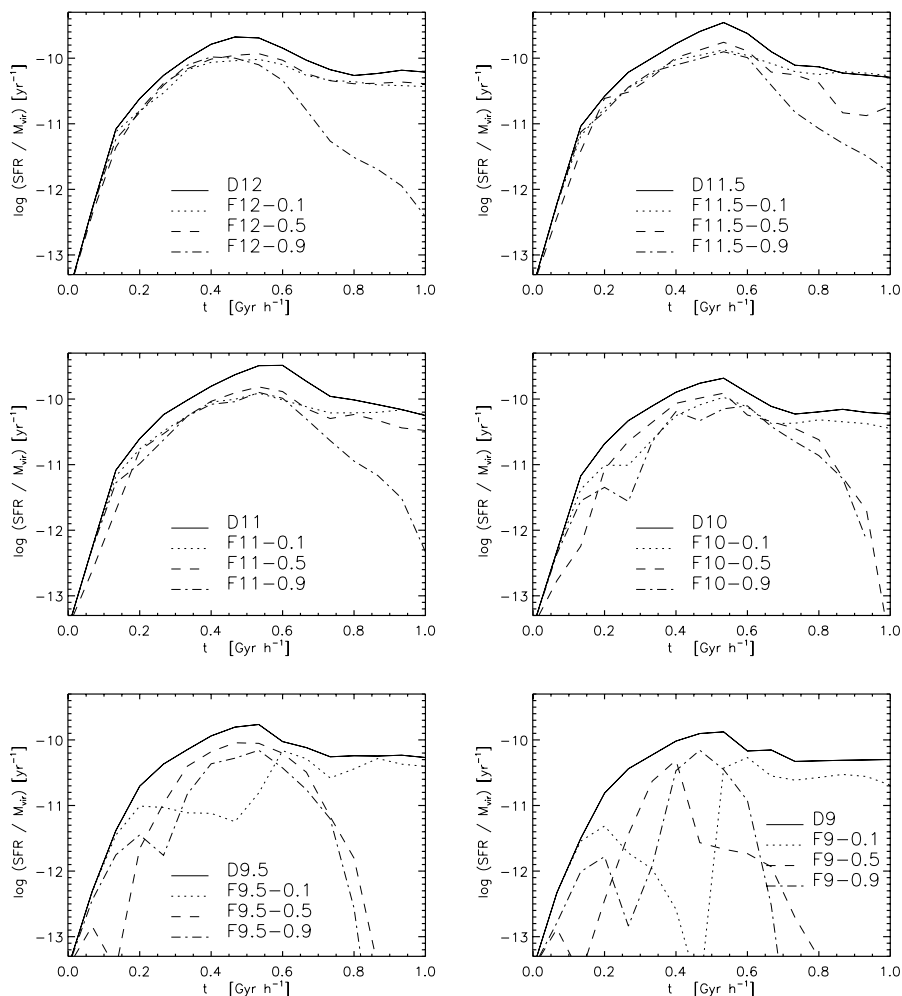 log (SFR / Mvir) [yr−1]
−10
−11
−12
−13
D12
F12−0.1
F12−0.5
F12−0.9
0.0 0.2 0.4 0.6 0.8 1.0
t [Gyr h−1]
log (SFR / Mvir) [yr−1]
−10
−11
−12
−13
D11.5
F11.5−0.1
F11.5−0.5
F11.5−0.9
0.0 0.2 0.4 0.6 0.8 1.0
t [Gyr h−1]
log (SFR / Mvir) [yr−1]
−10
−11
−12
−13
D11
F11−0.1
F11−0.5
F11−0.9
0.0 0.2 0.4 0.6 0.8 1.0
t [Gyr h−1]
log (SFR / Mvir) [yr−1]
−10
−11
−12
−13
D10
F10−0.1
F10−0.5
F10−0.9
0.0 0.2 0.4 0.6 0.8 1.0
t [Gyr h−1]
log (SFR / Mvir) [yr−1]
−10
−11
−12
−13
D9.5
F9.5−0.1
F9.5−0.5
F9.5−0.9
0.0 0.2 0.4 0.6 0.8 1.0
t [Gyr h−1]
log (SFR / Mvir) [yr−1]
−10
−11
−12
−13
D9
F9−0.1
F9−0.5
F9−0.9
0.0 0.2 0.4 0.6 0.8 1.0
t [Gyr h−1]